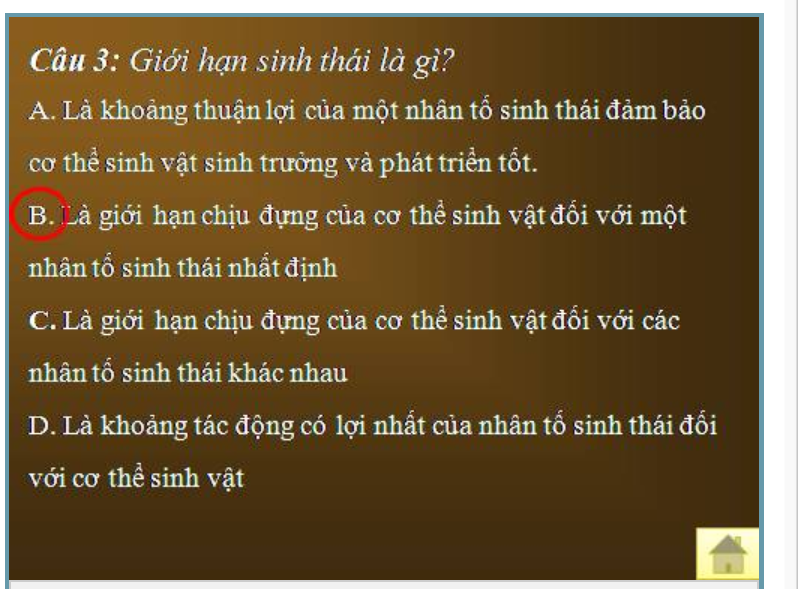 Câu 3: Giới hạn sinh thái là gì?
A. Là khoảng thuận lợi của một nhân tố sinh thái đảm bảo
cơ thể sinh vật sinh trưởng và phát triển tốt.
B. Là giới hạn chịu đựng của cơ thể sinh vật đối với một
nhân tố sinh thái nhất định
C. Là giới hạn chịu đựng của cơ thể sinh vật đối với các
nhân tố sinh thái khác nhau
D. Là khoảng tác động có lợi nhất của nhân tố sinh thái đối
với cơ thể sinh vật